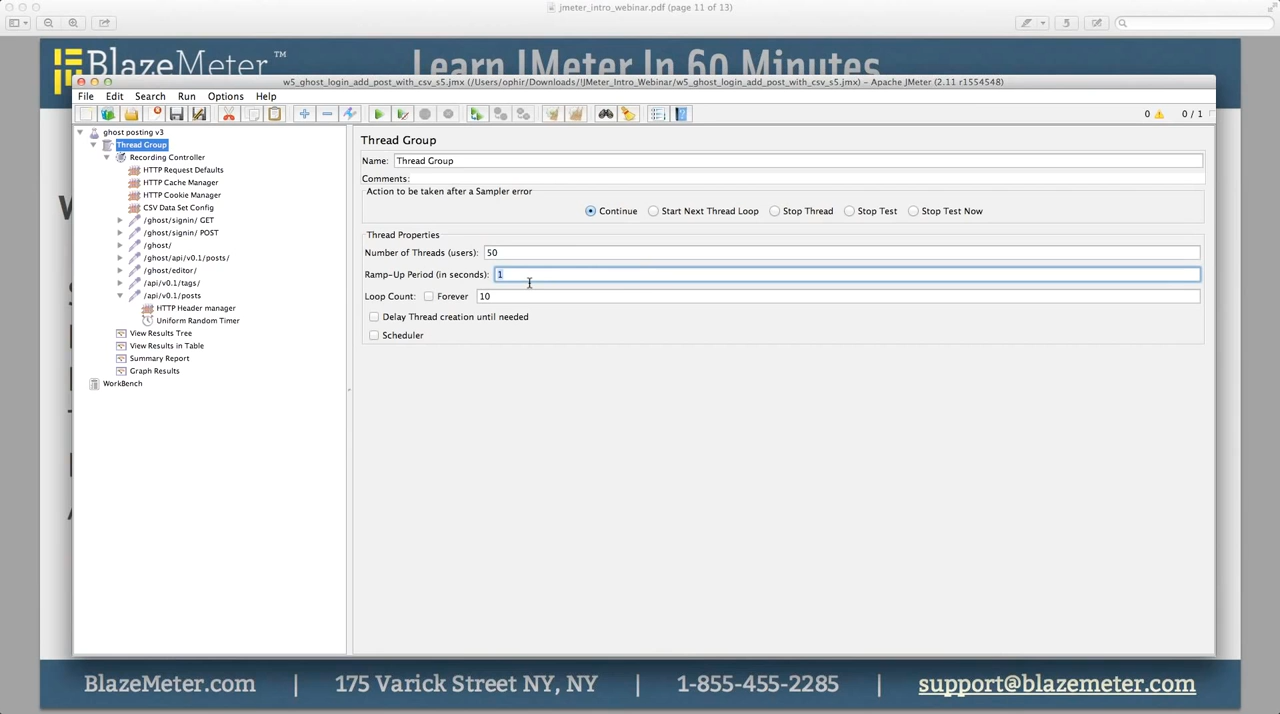 jmeter_intro_webinar.pdf (page 11 of 13)
BlazeMeter™
Learn JMeter In 60 Minutes
w5_ghost_login_add_post_with_csv_s5.jmx (/Users/ophir/Downloads/!JMeter_Intro_Webinar/w5_ghost_login_add_post_with_csv_s5.jmx) – Apache JMeter (2.11 r1554548)
File Edit Search Run Options Help
0 0 / 1
ghost posting v3
Thread Group
Recording Controller
HTTP Request Defaults
HTTP Cache Manager
HTTP Cookie Manager
CSV Data Set Config
/ghost/signin/ GET
/ghost/signin/ POST
/ghost/
/ghost/api/v0.1/posts/
/ghost/editor/
/api/v0.1/tags/
/api/v0.1/posts
HTTP Header manager
Uniform Random Timer
View Results Tree
View Results in Table
Summary Report
Graph Results
WorkBench
Thread Group
Name: Thread Group
Comments:
Action to be taken after a Sampler error
Continue Start Next Thread Loop Stop Thread Stop Test Stop Test Now
Thread Properties
Number of Threads (users): 50
Ramp-Up Period (in seconds): 1
Loop Count: Forever 10
Delay Thread creation until needed
Scheduler
BlazeMeter.com | 175 Varick Street NY, NY | 1-855-455-2285 | support@blazemeter.com